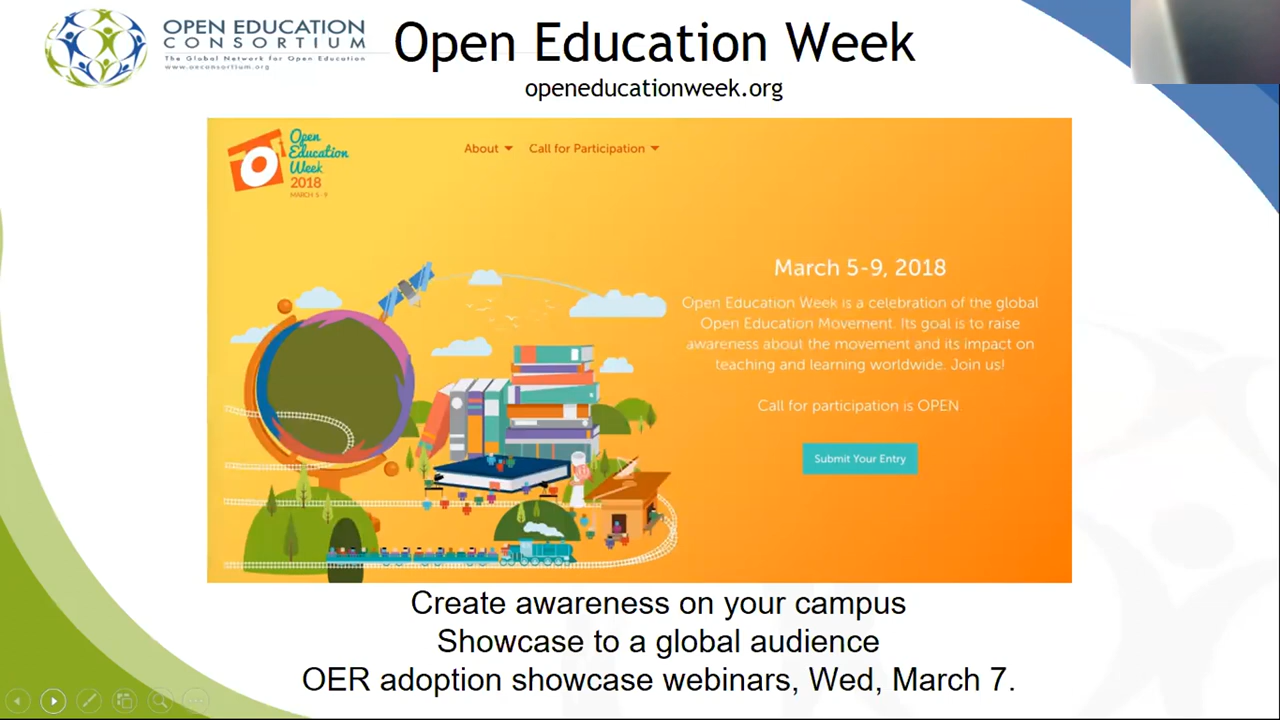 OPEN EDUCATION
CONSORTIUM
The Global Network for Open Education
www.oeconsortium.org
Open Education Week
openeducationweek.org
Open
Education
Week
2018
MARCH 5 - 9
About
Call for Participation
March 5-9, 2018
Open Education Week is a celebration of the global
Open Education Movement. Its goal is to raise
awareness about the movement and its impact on
teaching and learning worldwide. Join us!
Call for participation is OPEN
Submit Your Entry
Create awareness on your campus
Showcase to a global audience
OER adoption showcase webinars, Wed, March 7.